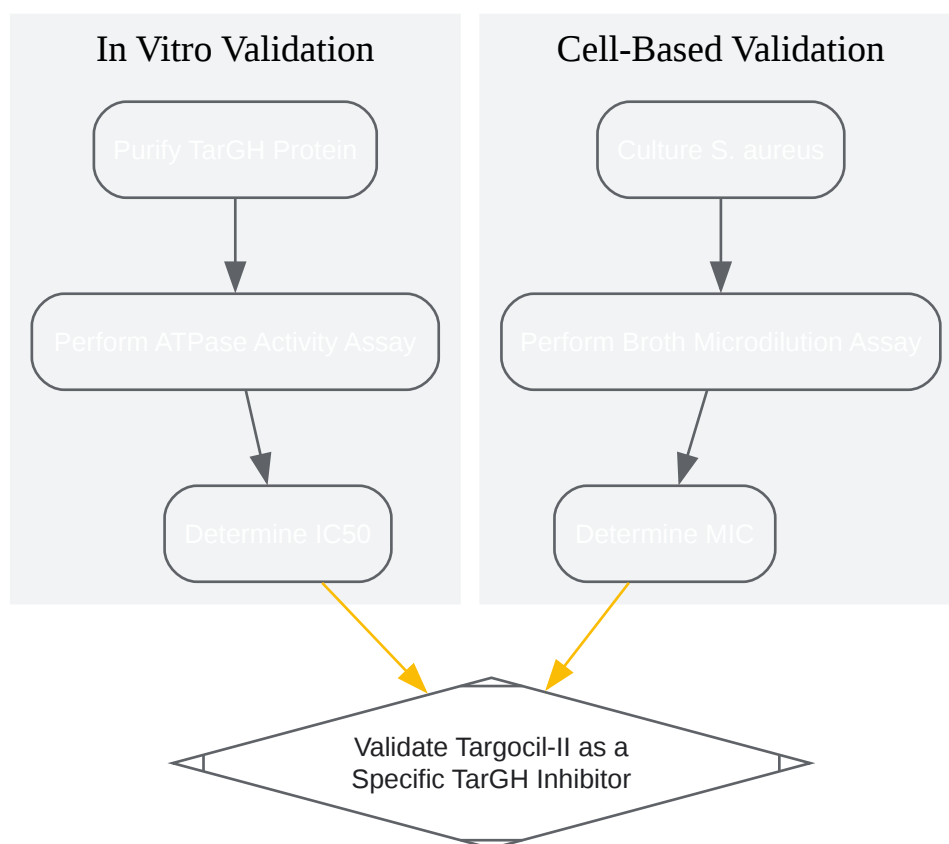 In Vitro Validation
Purify TarGH Protein
Perform ATPase Activity Assay
Determine IC50
Cell-Based Validation
Culture S. aureus
Perform Broth Microdilution Assay
Determine MIC
Validate Targocil-II as a
Specific TarGH Inhibitor